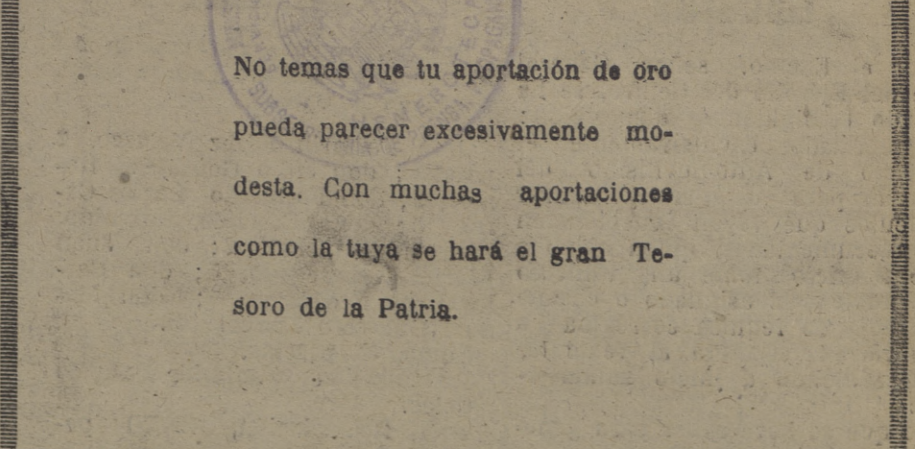 No temas que tu aportación de oro
pueda parecer excesivamente mo-
desta. Con muchas aportaciones
como la tuya se hará el gran Te-
soro de la Patria.